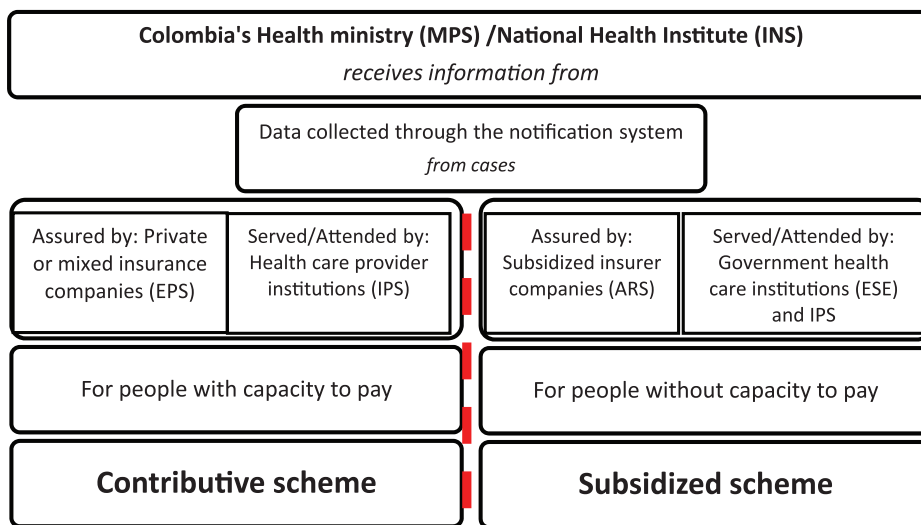 Colombia's Health ministry (MPS) /National Health Institute (INS)
receives information from
Data collected through the notification system
from cases
Assured by: Private
or mixed insurance
companies (EPS)
Served/Attended by:
Health care provider
institutions (IPS)
Assured by:
Subsidized insurer
companies (ARS)
Served/Attended by:
Government health
care institutions (ESE)
and IPS
For people with capacity to pay
For people without capacity to pay
Contributive scheme
Subsidized scheme